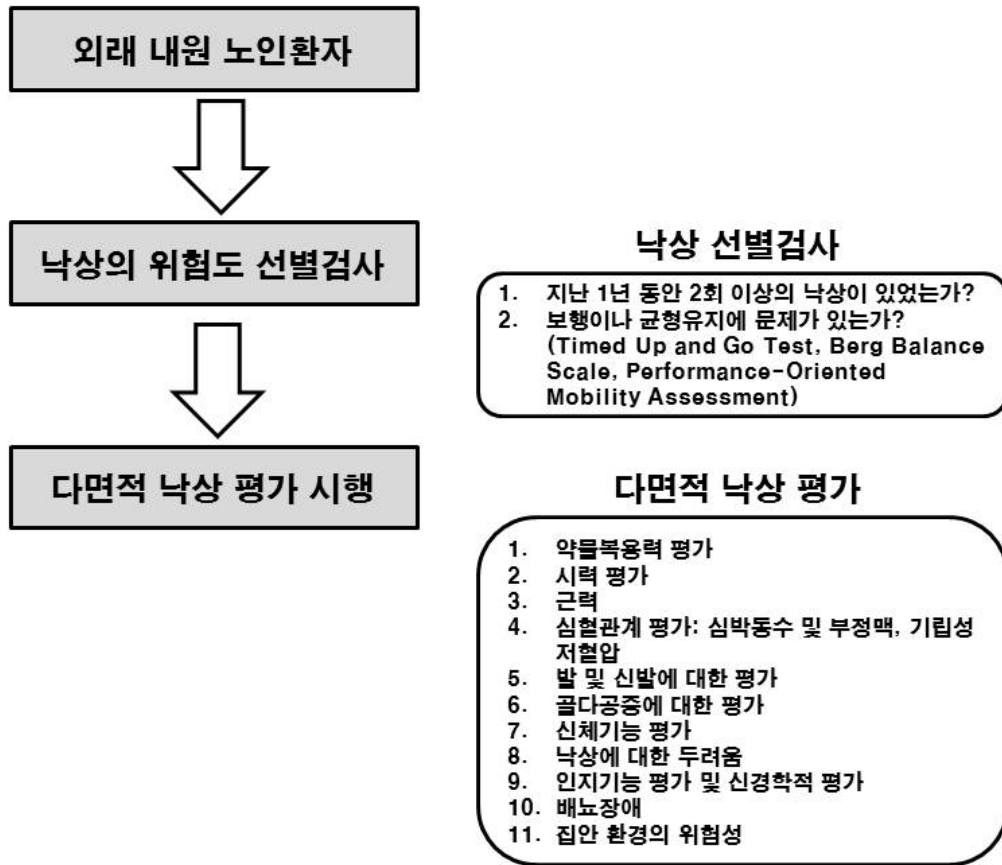 외래 내원 노인환자
낙상의 위험도 선별검사
다면적 낙상 평가 시행
낙상 선별검사
1. 지난 1년 동안 2회 이상의 낙상이 있었는가?
2. 보행이나 균형유지에 문제가 있는가?
(Timed Up and Go Test, Berg Balance
Scale, Performance-Oriented
Mobility Assessment)
다면적 낙상 평가
1. 약물복용력 평가
2. 시력 평가
3. 근력
4. 심혈관계 평가: 심박동수 및 부정맥, 기립성
저혈압
5. 발 및 신발에 대한 평가
6. 골다공증에 대한 평가
7. 신체기능 평가
8. 낙상에 대한 두려움
9. 인지기능 평가 및 신경학적 평가
10. 배뇨장애
11. 집안 환경의 위험성